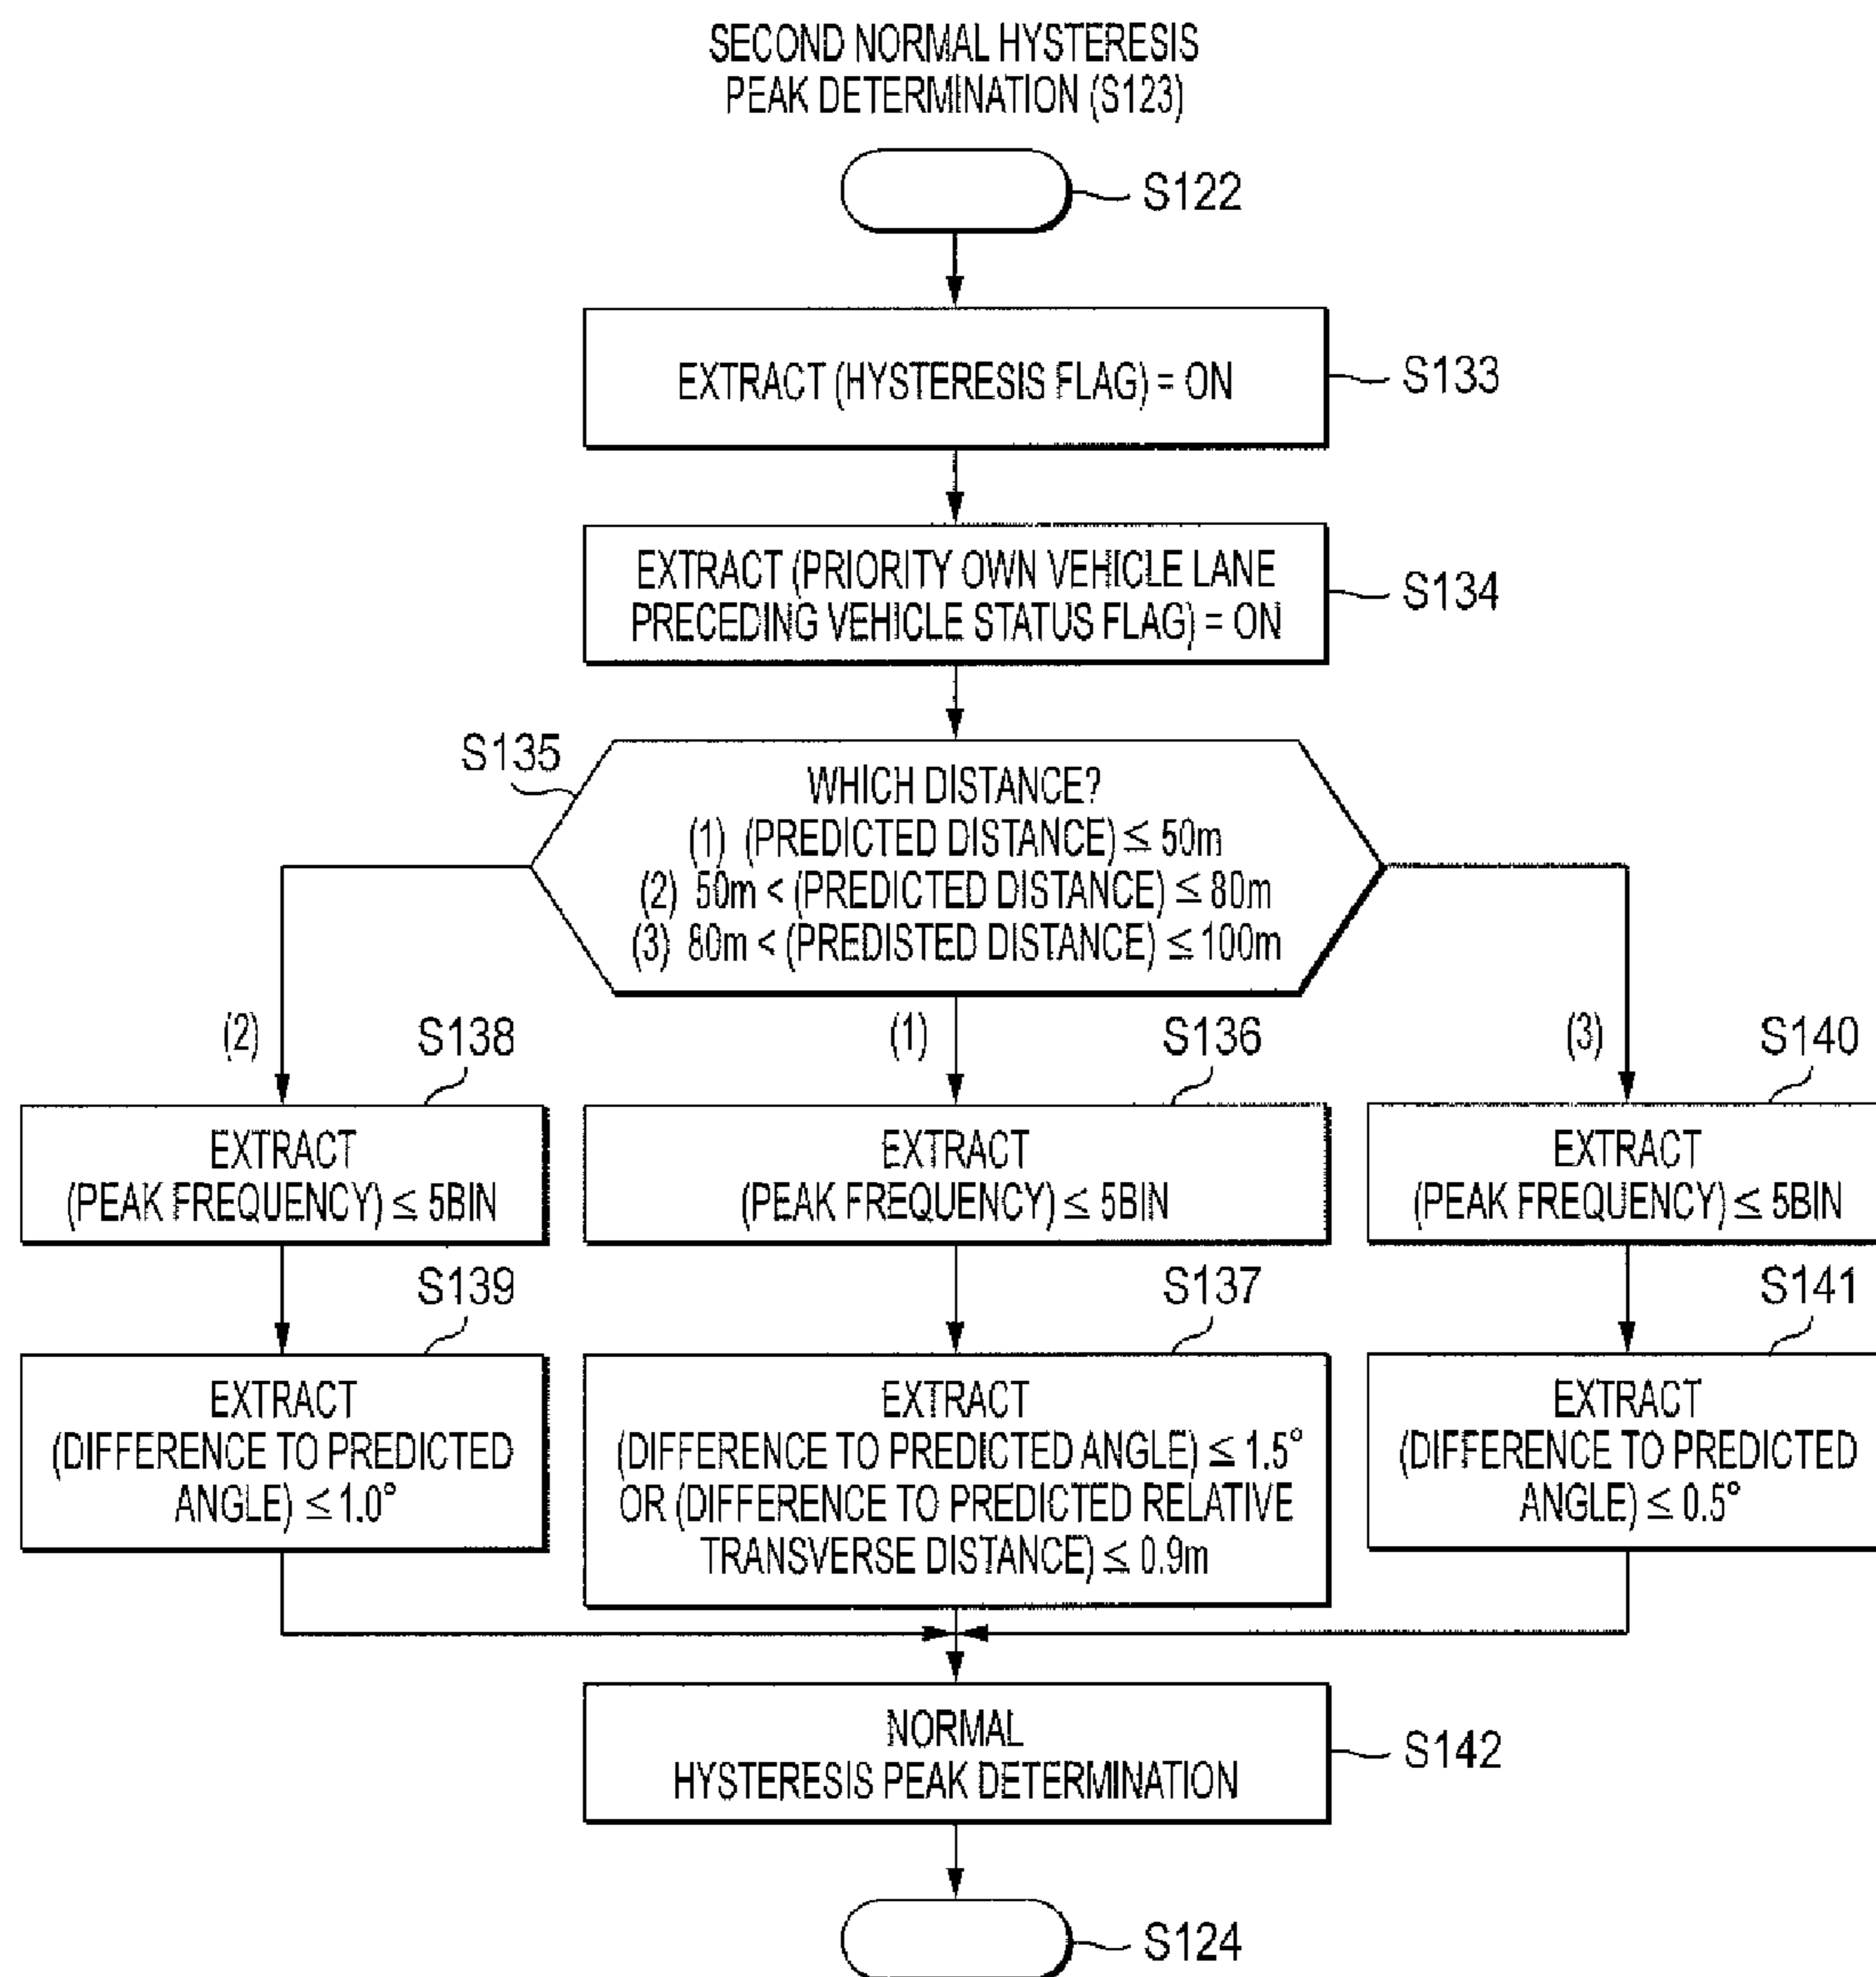 SECOND NORMAL HYSTERESIS
PEAK DETERMINATION (S123)
S122
EXTRACT (HYSTERESIS FLAG) = ON
S133
EXTRACT (PRIORITY OWN VEHICLE LANE
PRECEDING VEHICLE STATUS FLAG) = ON
S134
S135
WHICH DISTANCE?
(1) (PREDICTED DISTANCE) ≤ 50m
(2) 50m < (PREDICTED DISTANCE) ≤ 80m
(3) 80m < (PREDISTED DISTANCE) ≤ 100m
(2)
S138
(1)
S136
(3)
S140
EXTRACT
(PEAK FREQUENCY) ≤ 5BIN
EXTRACT
(PEAK FREQUENCY) ≤ 5BIN
EXTRACT
(PEAK FREQUENCY) ≤ 5BIN
S139
S137
S141
EXTRACT
(DIFFERENCE TO PREDICTED
ANGLE) ≤ 1.0°
EXTRACT
(DIFFERENCE TO PREDICTED ANGLE) ≤ 1.5°
OR (DIFFERENCE TO PREDICTED RELATIVE
TRANSVERSE DISTANCE) ≤ 0.9m
EXTRACT
(DIFFERENCE TO PREDICTED
ANGLE) ≤ 0.5°
NORMAL
HYSTERESIS PEAK DETERMINATION
S142
S124